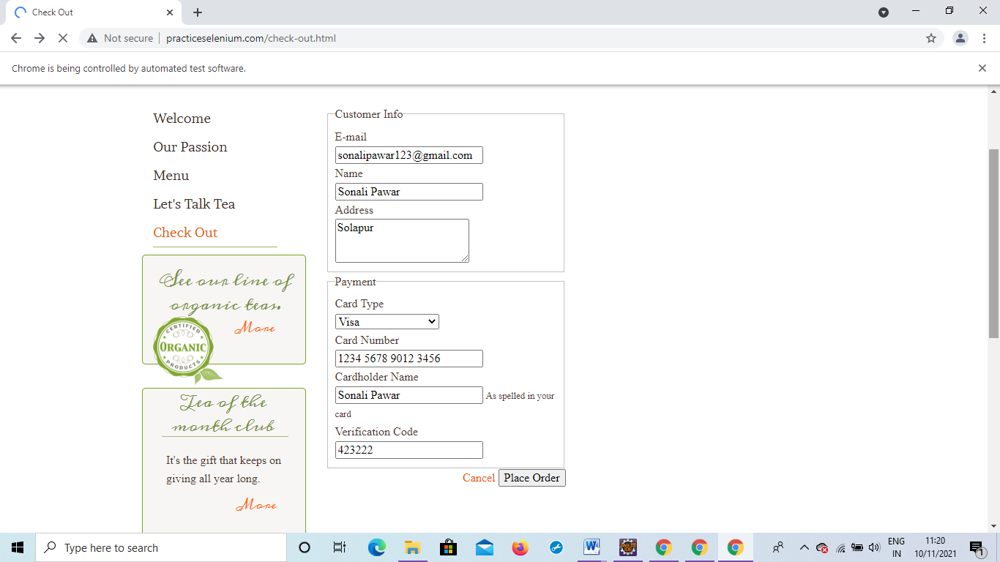 Check Out
Not secure
practiceselenium.com/check-out.html
Chrome is being controlled by automated test software.
Welcome
Our Passion
Menu
Let's Talk Tea
Check Out
See our line of
organic teas.
More
CERTIFIED
ORGANIC
PRODUCTS
Tea of the
month club
It's the gift that keeps on
giving all year long.
More
Customer Info
E-mail
sonalipawar123@gmail.com
Name
Sonali Pawar
Address
Solapur
Payment
Card Type
Visa
Card Number
1234 5678 9012 3456
Cardholder Name
Sonali Pawar As spelled in your
card
Verification Code
423222
Cancel Place Order
Type here to search
ENG
IN
11:20
10/11/2021
1